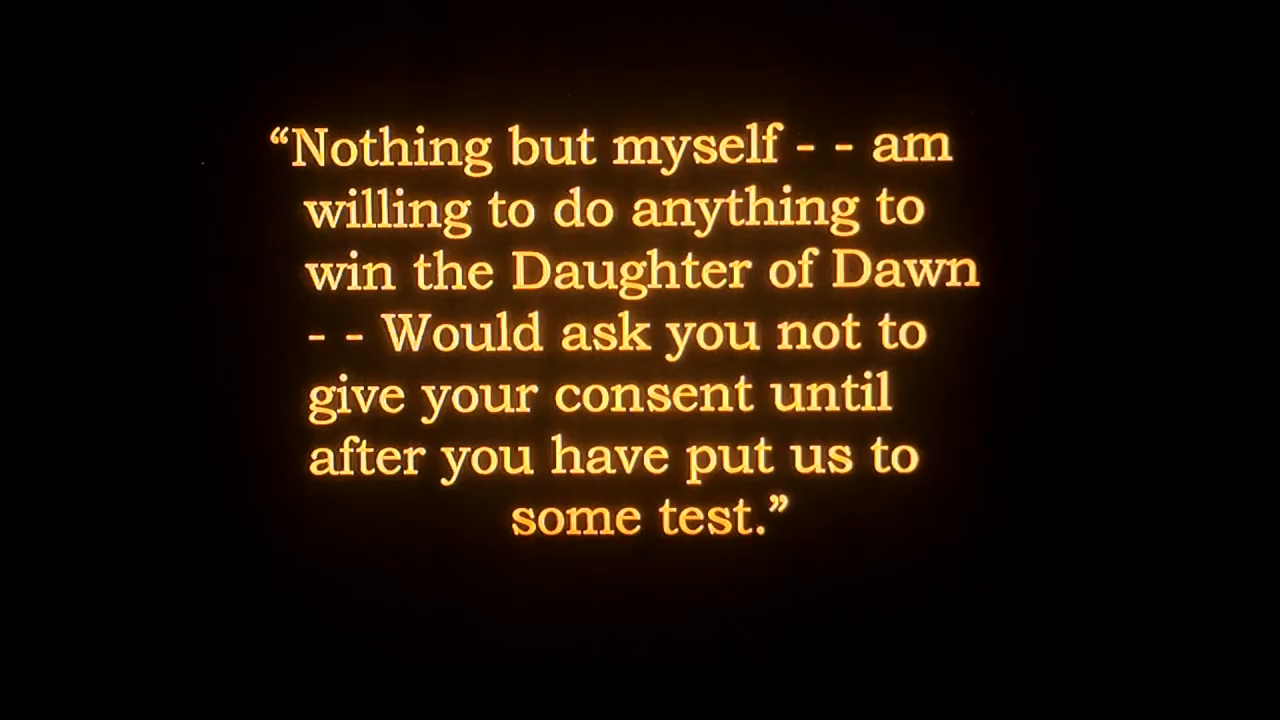 “Nothing but myself - - am
willing to do anything to
win the Daughter of Dawn
- - Would ask you not to
give your consent until
after you have put us to
some test.”